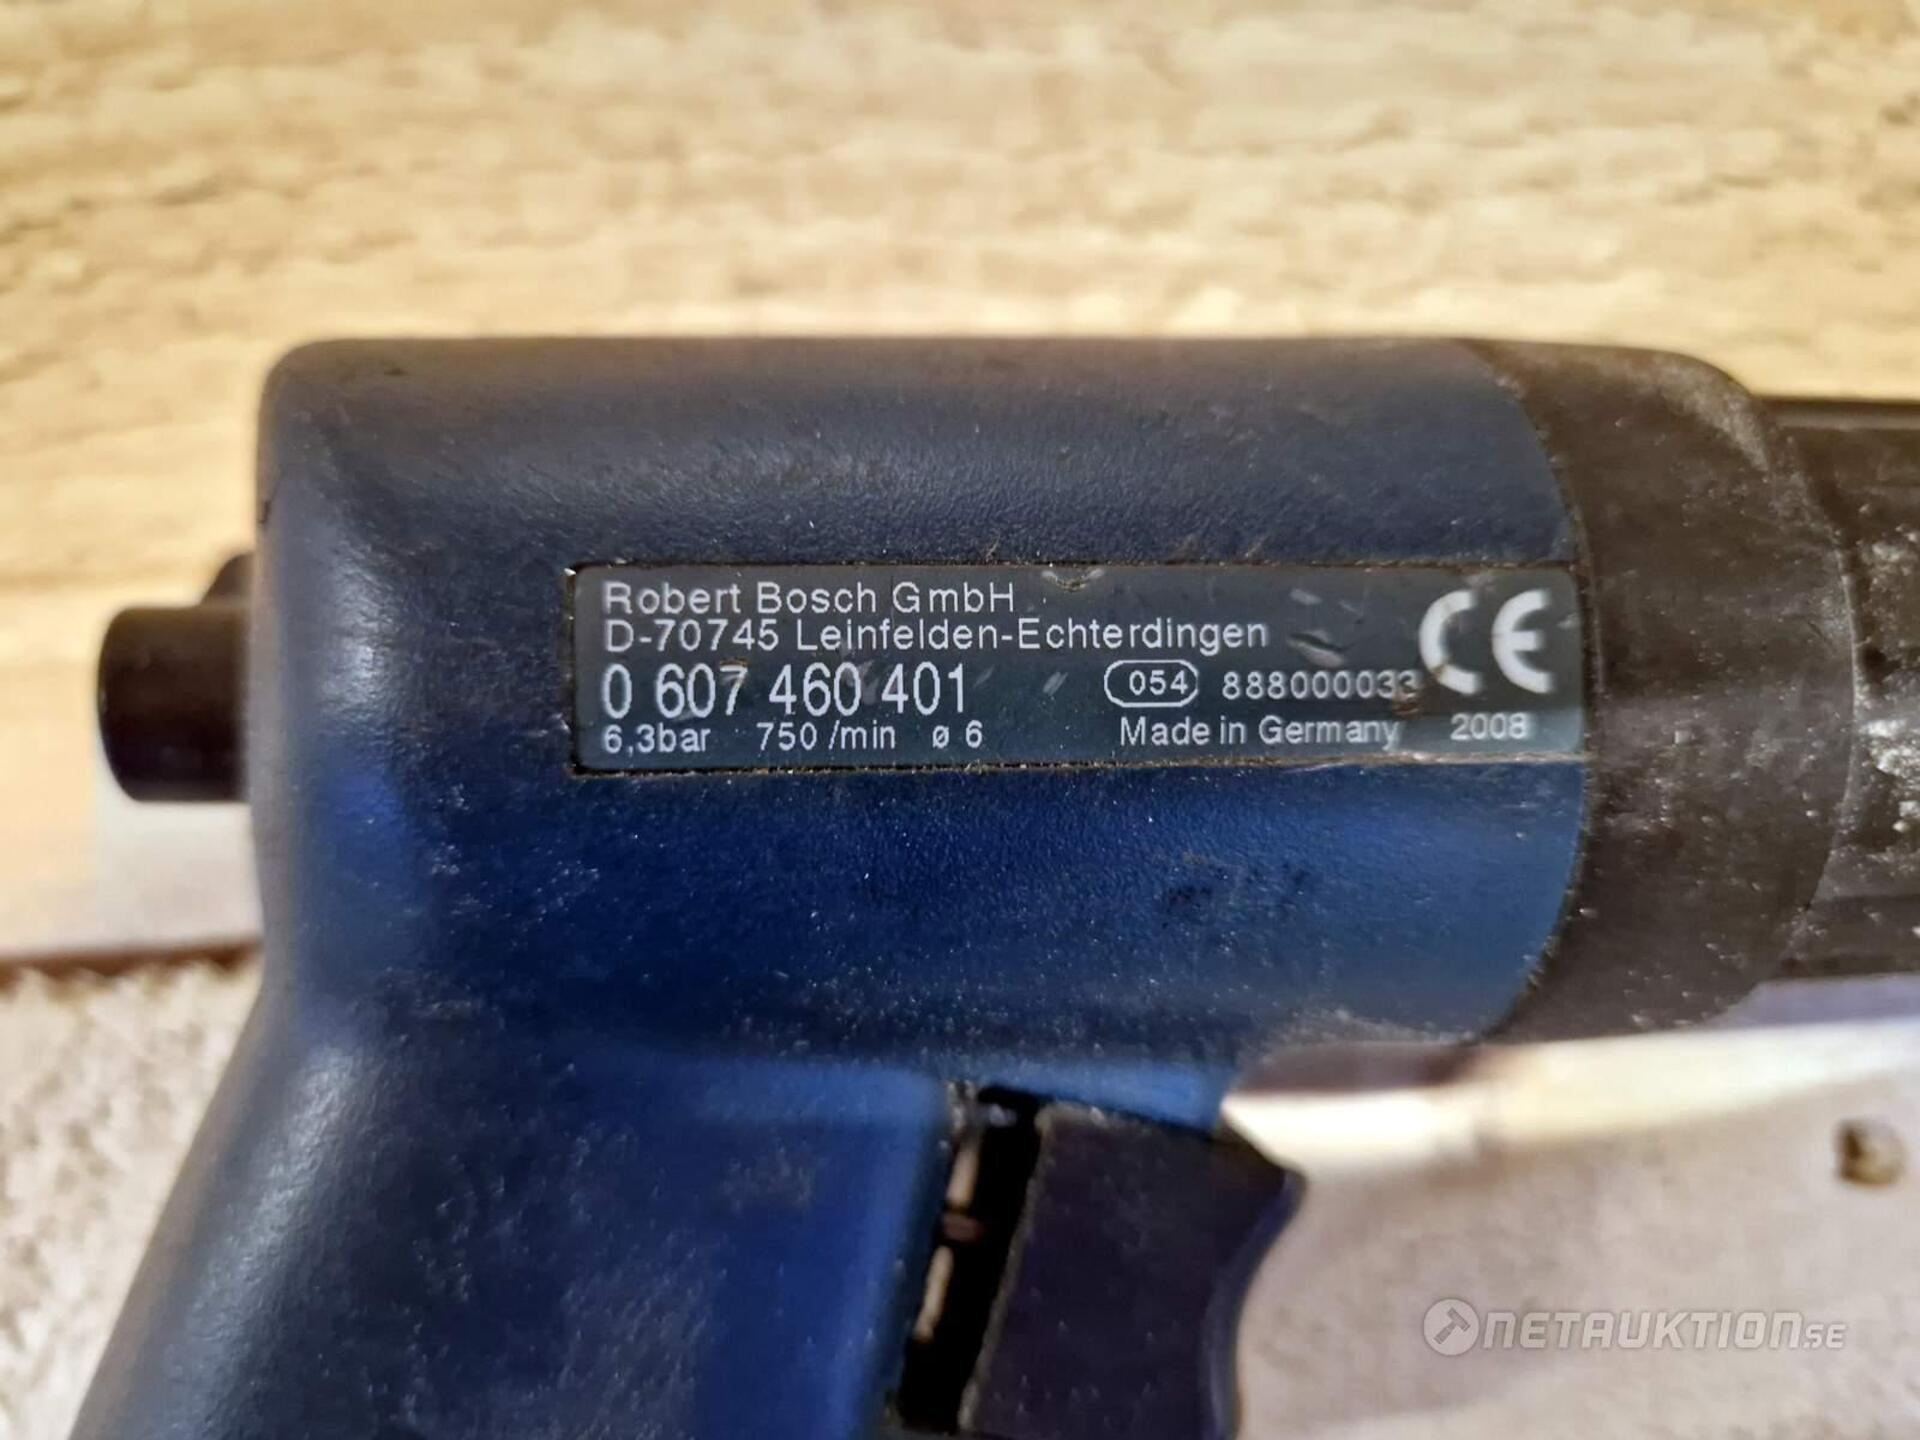 Robert Bosch GmbH
D-70745 Leinfelden-Echterdingen
0 607 460 401 054 888000033 CE
6,3bar 750/min ø 6 Made in Germany 2008
NETAUKTION.SE